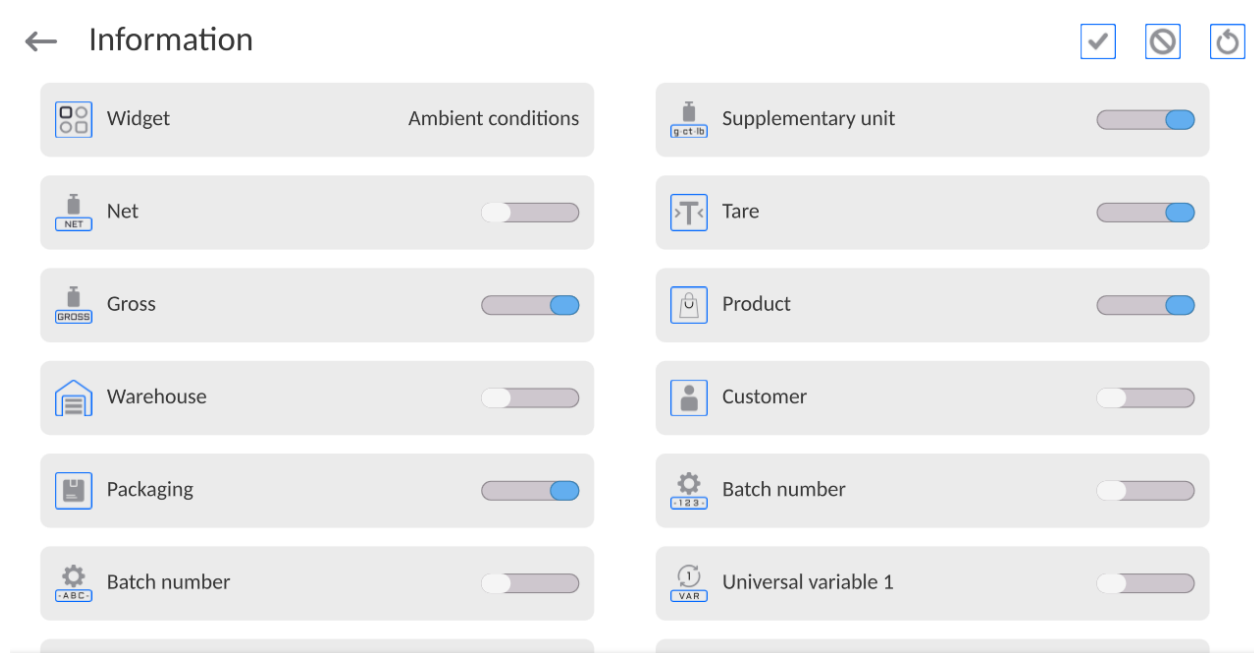 Information
Widget Ambient conditions
g·ct·lb Supplementary unit
NET Net
>T< Tare
GROSS Gross
Product
Warehouse
Customer
Packaging
-123- Batch number
-ABC- Batch number
1 VAR Universal variable 1